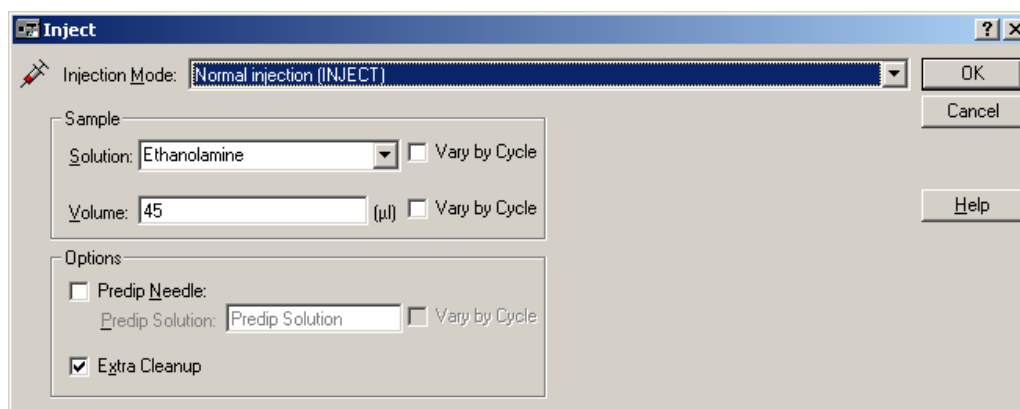 Inject
Injection Mode: Normal injection (INJECT) OK
Cancel
Sample
Solution: Ethanolamine Vary by Cycle
Volume: 45 (µl) Vary by Cycle
Help
Options
Predip Needle:
Predip Solution: Predip Solution Vary by Cycle
Extra Cleanup